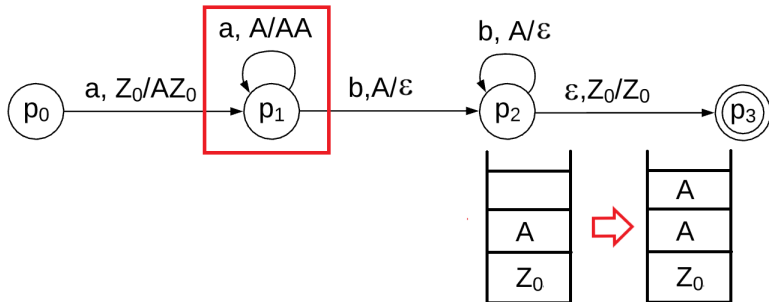 a, A/AA
b, A/ε
a, Z₀/AZ₀
b,A/ε
ε,Z₀/Z₀
p₀
p₁
p₂
p₃
A
A
A
Z₀
Z₀